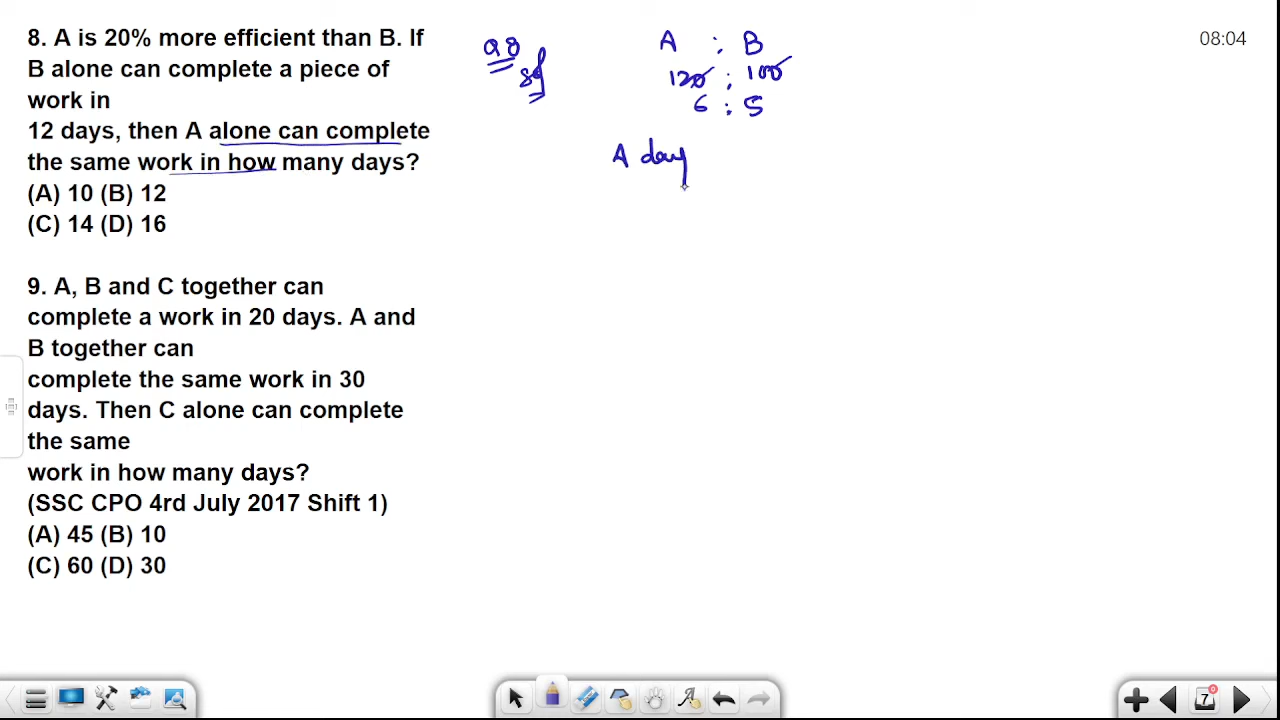 8. A is 20% more efficient than B. If
B alone can complete a piece of
work in
12 days, then A alone can complete
the same work in how many days?
(A) 10 (B) 12
(C) 14 (D) 16
9. A, B and C together can
complete a work in 20 days. A and
B together can
complete the same work in 30
days. Then C alone can complete
the same
work in how many days?
(SSC CPO 4rd July 2017 Shift 1)
(A) 45 (B) 10
(C) 60 (D) 30
A : B
120 : 100
6 : 5
A day
08:04
7